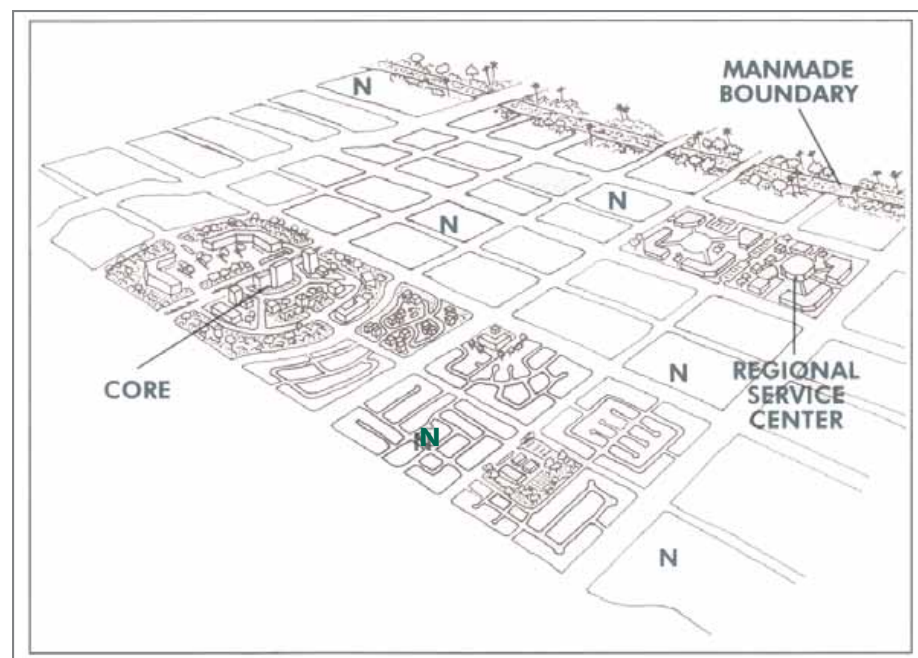 N
MANMADE
BOUNDARY
N
N
CORE
N
REGIONAL
SERVICE
CENTER
N
N